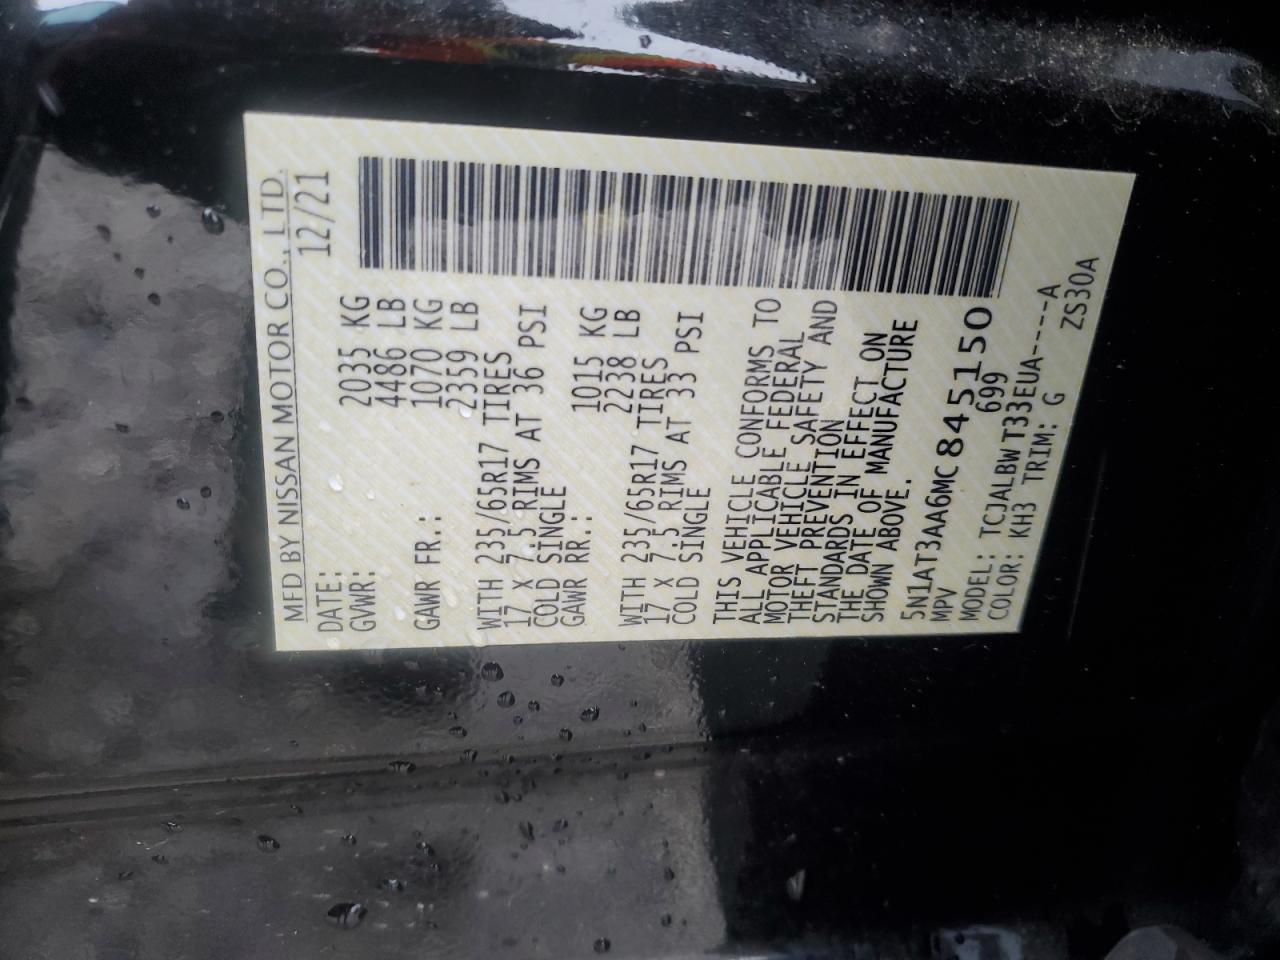 MFD BY NISSAN MOTOR CO., LTD.
DATE: 12/21
GVWR: 2035 KG
4486 LB
GAWR FR.: 1070 KG
2359 LB
WITH 235/65R17 TIRES
17 X 7.5 RIMS AT 36 PSI
COLD SINGLE
GAWR RR.: 1015 KG
2238 LB
WITH 235/65R17 TIRES
17 X 7.5 RIMS AT 33 PSI
COLD SINGLE
THIS VEHICLE CONFORMS TO
ALL APPLICABLE FEDERAL
MOTOR VEHICLE SAFETY AND
THEFT PREVENTION
STANDARDS IN EFFECT ON
THE DATE OF MANUFACTURE
SHOWN ABOVE.
5N1AT3AA6MC845150
MPV 699
MODEL: TCJALBWT33EUA-----A
COLOR: KH3 TRIM: G ZS30A